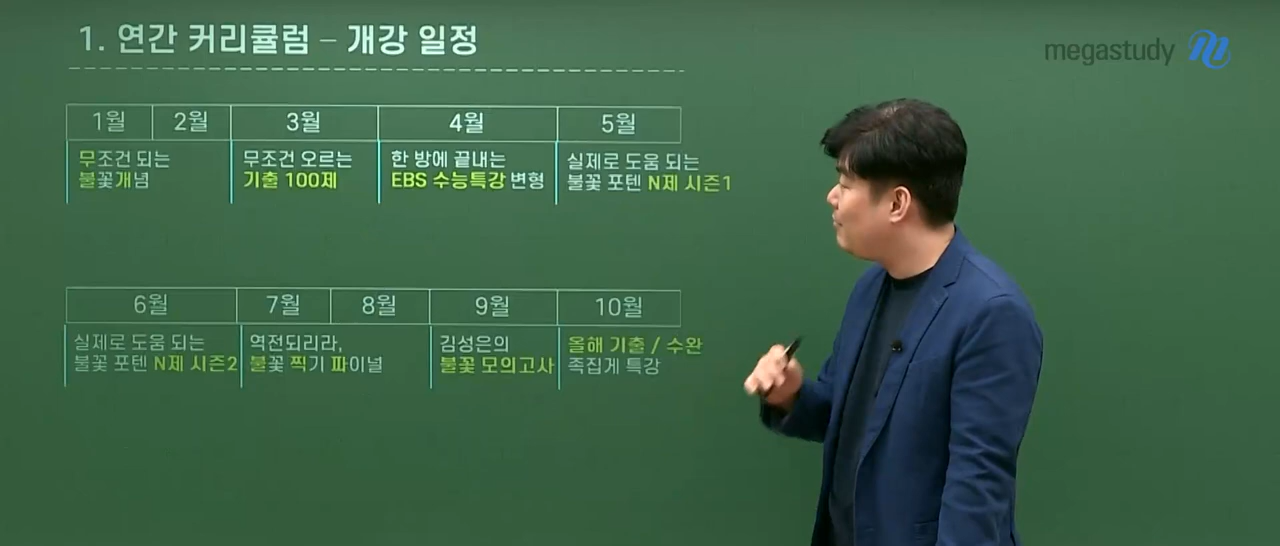 1. 연간 커리큘럼 – 개강 일정
megastudy
1월 2월 3월 4월 5월
무조건 되는
불꽃개념
무조건 오르는
기출 100제
한 방에 끝내는
EBS 수능특강 변형
실제로 도움 되는
불꽃 포텐 N제 시즌1
6월 7월 8월 9월 10월
실제로 도움 되는
불꽃 포텐 N제 시즌2
역전되리라,
불꽃 찍기 파이널
김성은의
불꽃 모의고사
올해 기출 / 수완
족집게 특강